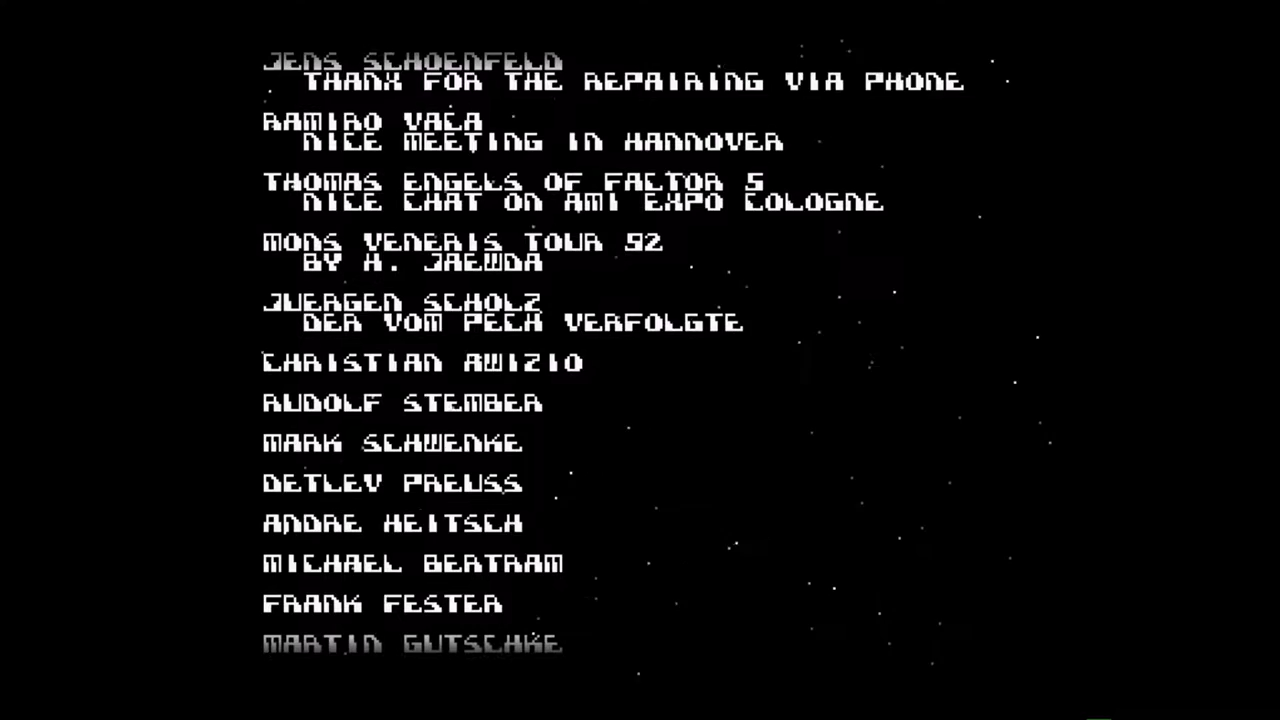 JENS SCHOENFELD
THANX FOR THE REPAIRING VIA PHONE
RAMIRO VACA
NICE MEETING IN HANNOVER
THOMAS ENGELS OF FACTOR 5
NICE CHAT ON AMI EXPO COLOGNE
MONS VENERIS TOUR 92
BY H. JAEWDA
JUERGEN SCHOLZ
DER VOM PECH VERFOLGTE
CHRISTIAN AWIZIO
RUDOLF STEMBER
MARK SCHWENKE
DETLEV PREUSS
ANDRE HEITSCH
MICHAEL BERTRAM
FRANK FESTER
MARTIN GUTSCHKE